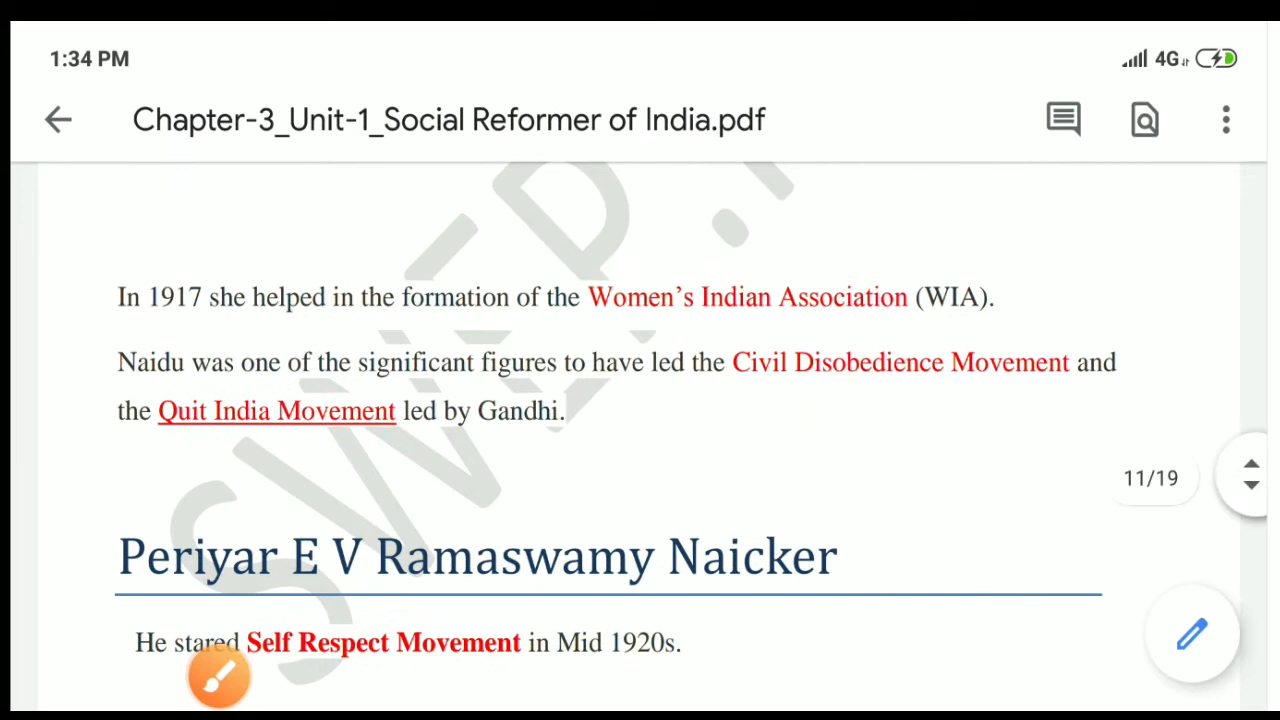 1:34 PM
4G
Chapter-3_Unit-1_Social Reformer of India.pdf
In 1917 she helped in the formation of the Women's Indian Association (WIA).
Naidu was one of the significant figures to have led the Civil Disobedience Movement and
the Quit India Movement led by Gandhi.
11/19
Periyar E V Ramaswamy Naicker
He stared Self Respect Movement in Mid 1920s.